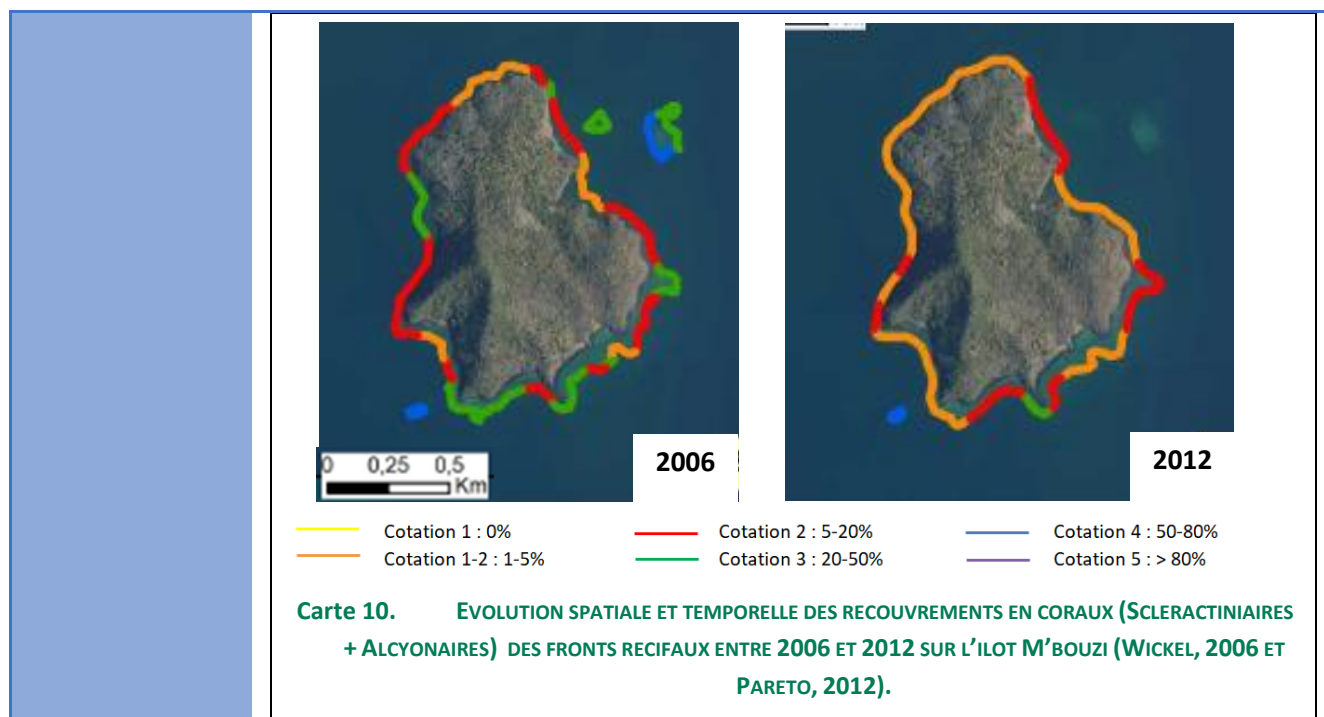 2006
2012
0 0,25 0,5
Km
Cotation 1 : 0%
Cotation 2 : 5-20%
Cotation 4 : 50-80%
Cotation 1-2 : 1-5%
Cotation 3 : 20-50%
Cotation 5 : > 80%
Carte 10. EVOLUTION SPATIALE ET TEMPORELLE DES RECOUVREMENTS EN CORAUX (SCLERACTINIAIRES
+ ALCYONAIRES) DES FRONTS RECIFAUX ENTRE 2006 ET 2012 SUR L'ILOT M'BOUZI (WICKEL, 2006 ET
PARETO, 2012).